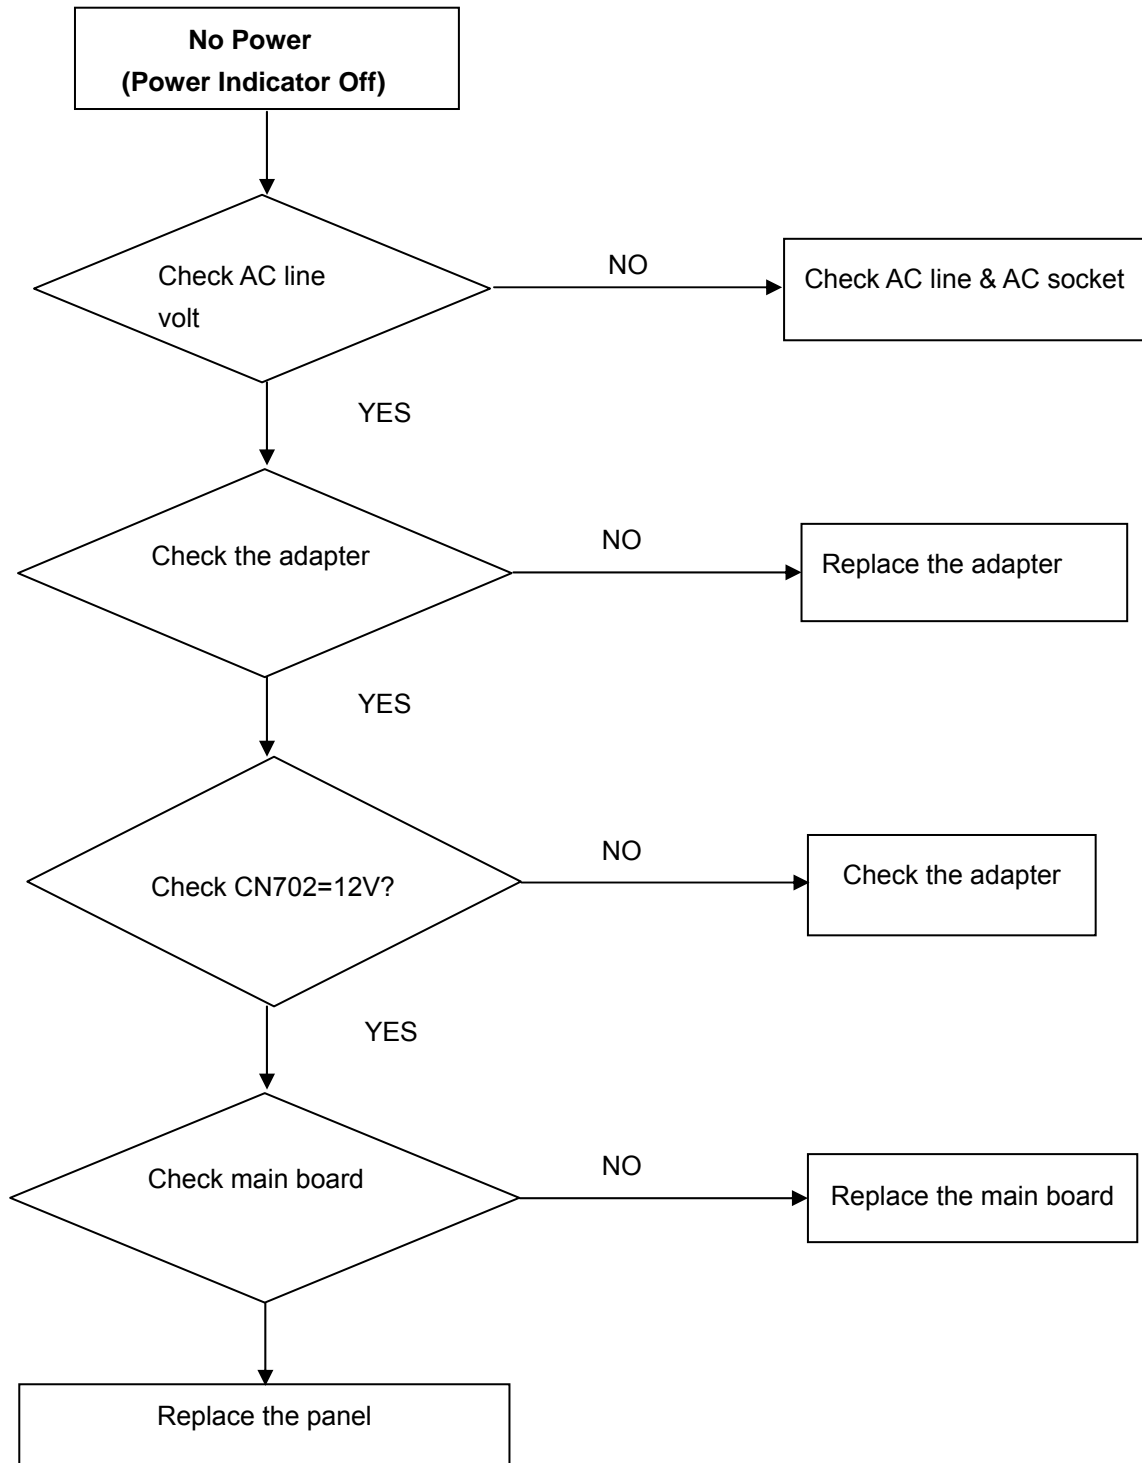 No Power
(Power Indicator Off)
Check AC line
volt
NO
Check AC line & AC socket
YES
Check the adapter
NO
Replace the adapter
YES
Check CN702=12V?
NO
Check the adapter
YES
Check main board
NO
Replace the main board
Replace the panel